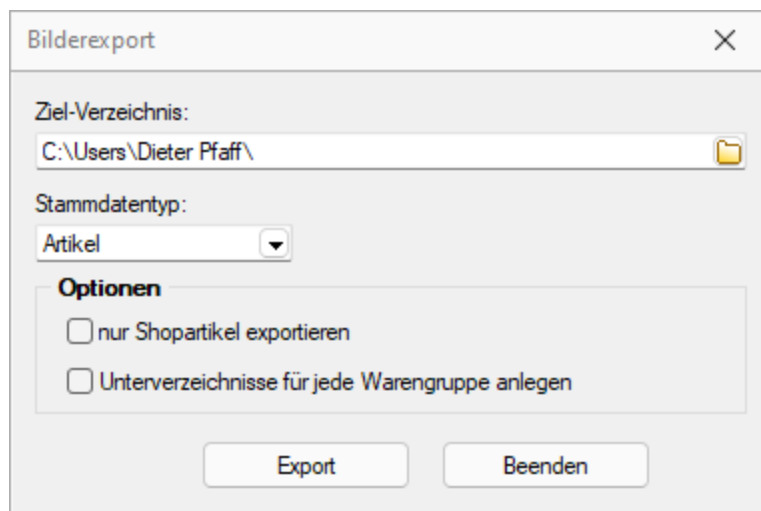 Bilderexport
Ziel-Verzeichnis:
C:\Users\Dieter Pfaff\
Stammdatentyp:
Artikel
Optionen
nur Shopartikel exportieren
Unterverzeichnisse für jede Warengruppe anlegen
Export Beenden